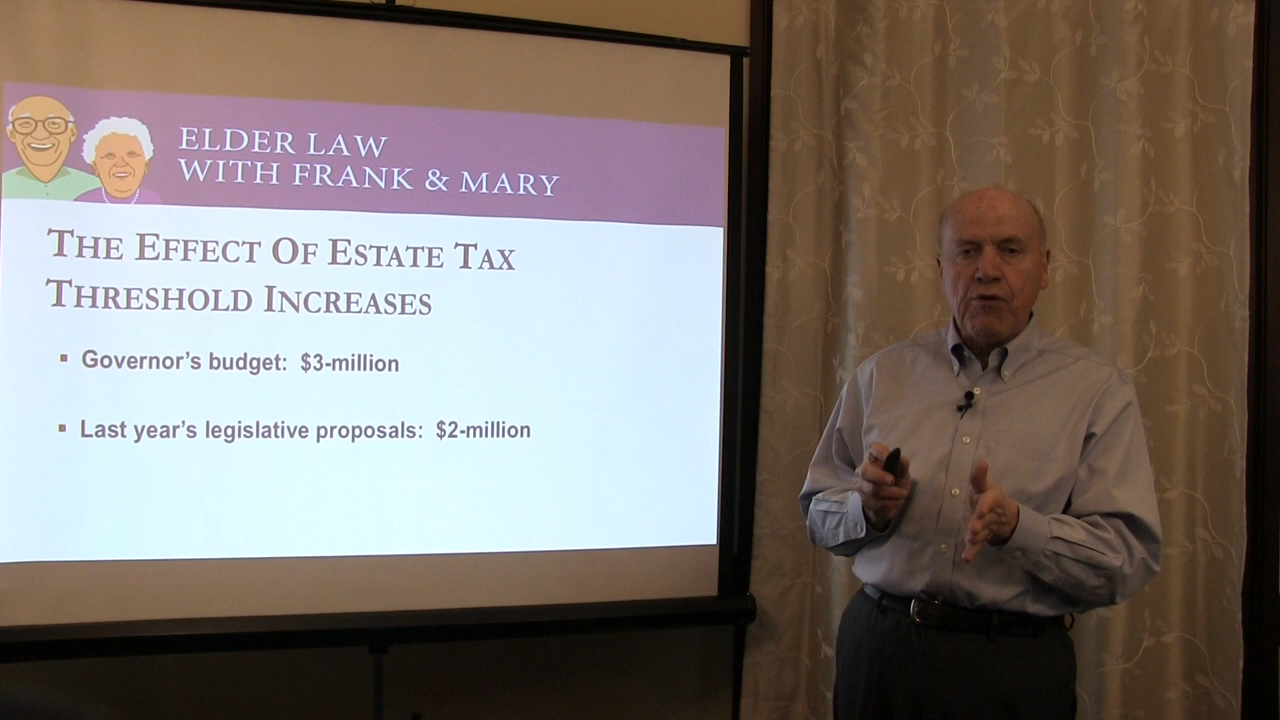 ELDER LAW
WITH FRANK & MARY
THE EFFECT OF ESTATE TAX
THRESHOLD INCREASES
▪ Governor's budget: $3-million
▪ Last year's legislative proposals: $2-million